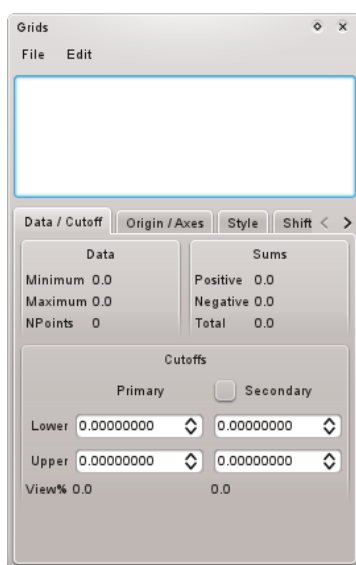 Grids
File Edit
Data / Cutoff Origin / Axes Style Shift
Data Sums
Minimum 0.0 Positive 0.0
Maximum 0.0 Negative 0.0
NPoints 0 Total 0.0
Cutoffs
Primary Secondary
Lower 0.00000000 0.00000000
Upper 0.00000000 0.00000000
View% 0.0 0.0